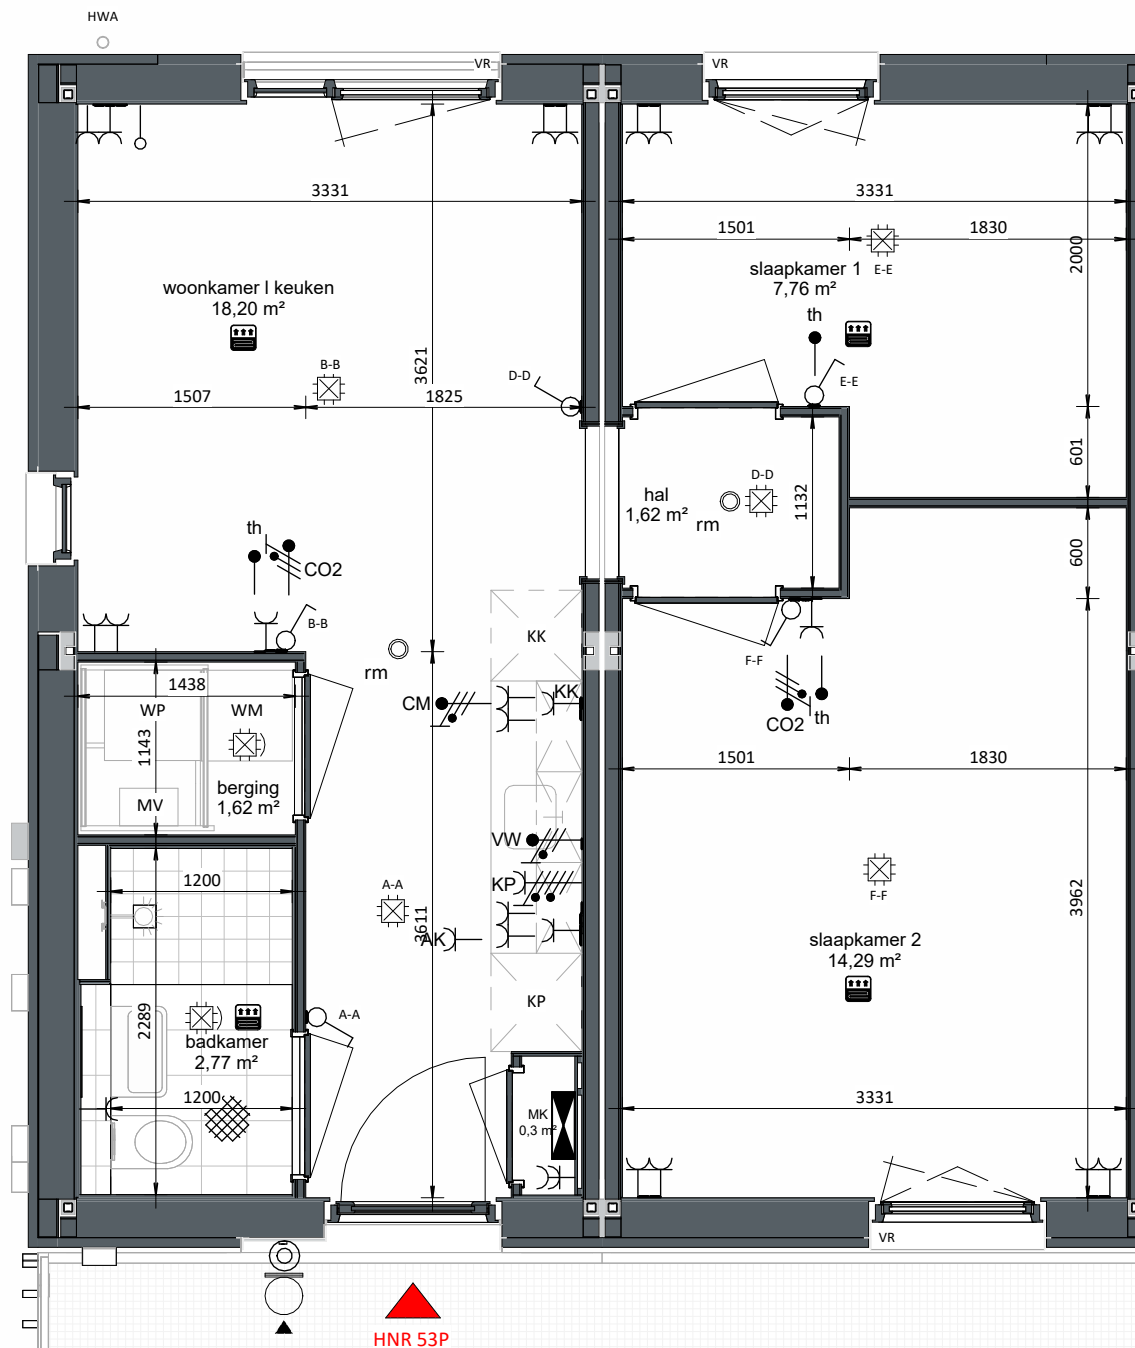 HWA
VR
VR
3331
3331
1501
1830
2000
E-E
slaapkamer 1
7,76 m²
woonkamer I keuken
18,20 m²
th
3621
B-B
D-D
E-E
1507
1825
601
D-D
hal
1,62 m²
rm
1132
th
CO2
600
B-B
KK
F-F
rm
1438
CM
KK
th
CO2
WP
WM
1143
1501
1830
berging
1,62 m²
MV
VW
1200
A-A
KP
F-F
3962
3611
AK
slaapkamer 2
14,29 m²
KP
2289
A-A
badkamer
2,77 m²
1200
3331
MK
0,3 m²
VR
HNR 53P